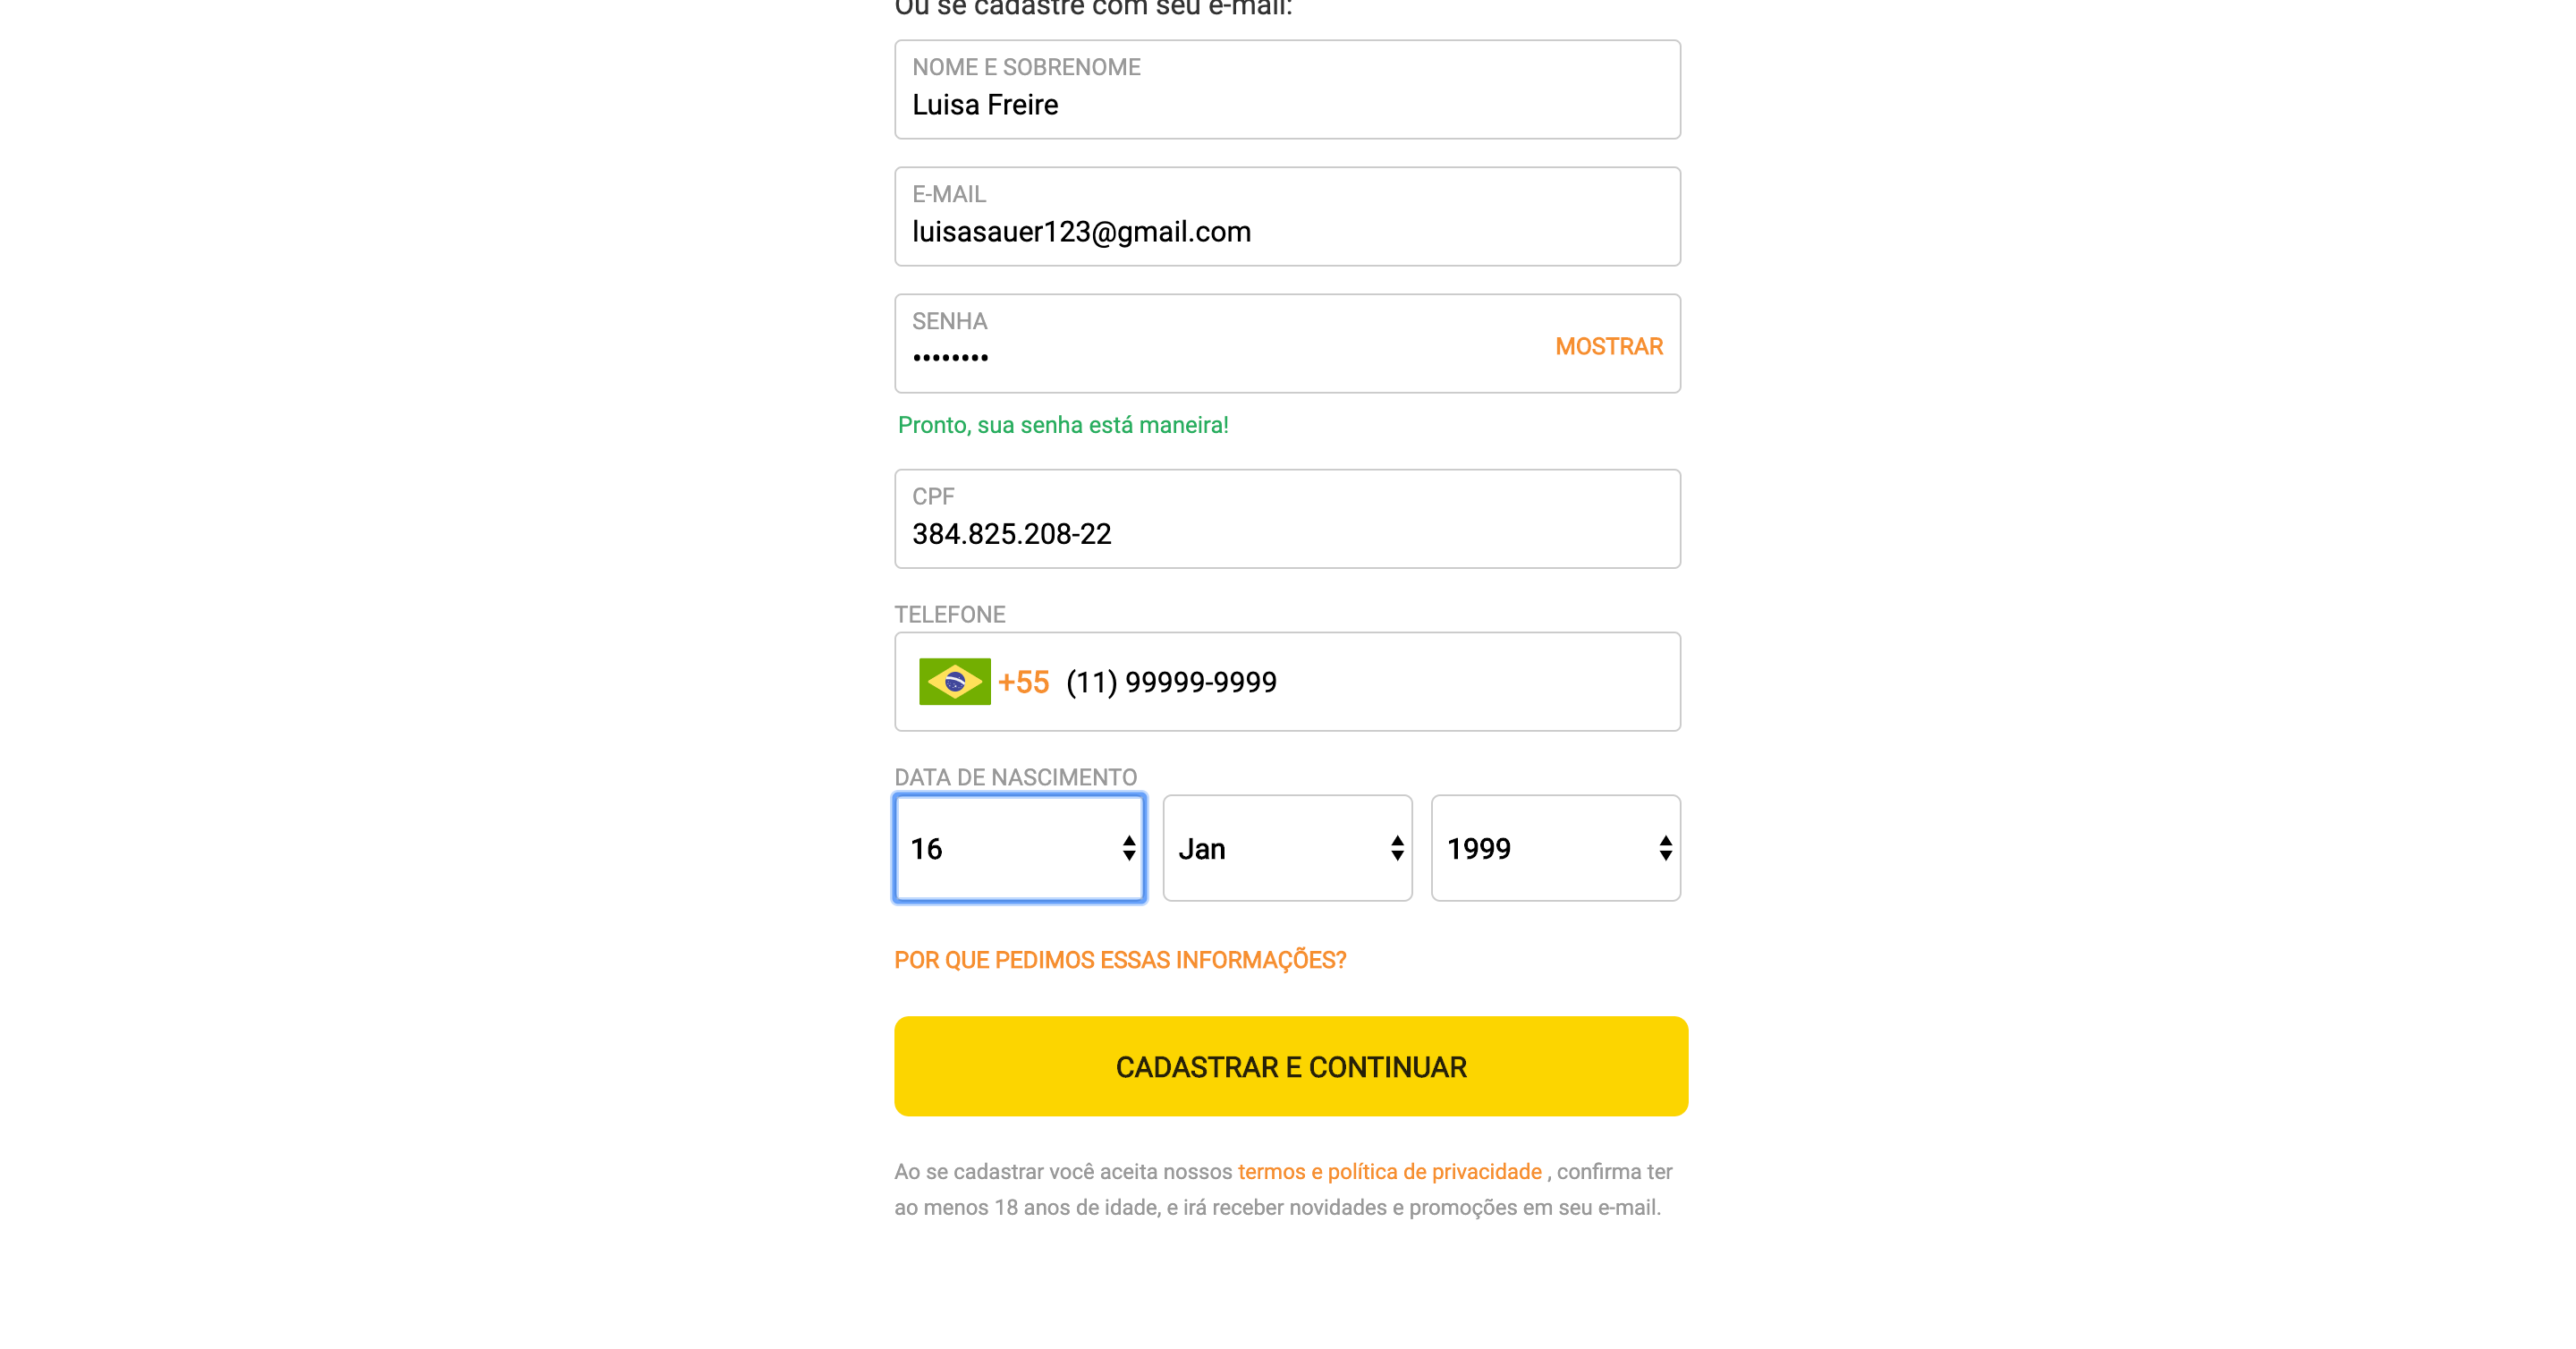 Ou se cadastre com seu e-mail:
NOME E SOBRENOME
Luisa Freire
E-MAIL
luisasauer123@gmail.com
SENHA
••••••••
MOSTRAR
Pronto, sua senha está maneira!
CPF
384.825.208-22
TELEFONE
+55 (11) 99999-9999
DATA DE NASCIMENTO
16 Jan 1999
POR QUE PEDIMOS ESSAS INFORMAÇÕES?
CADASTRAR E CONTINUAR
Ao se cadastrar você aceita nossos termos e política de privacidade , confirma ter
ao menos 18 anos de idade, e irá receber novidades e promoções em seu e-mail.